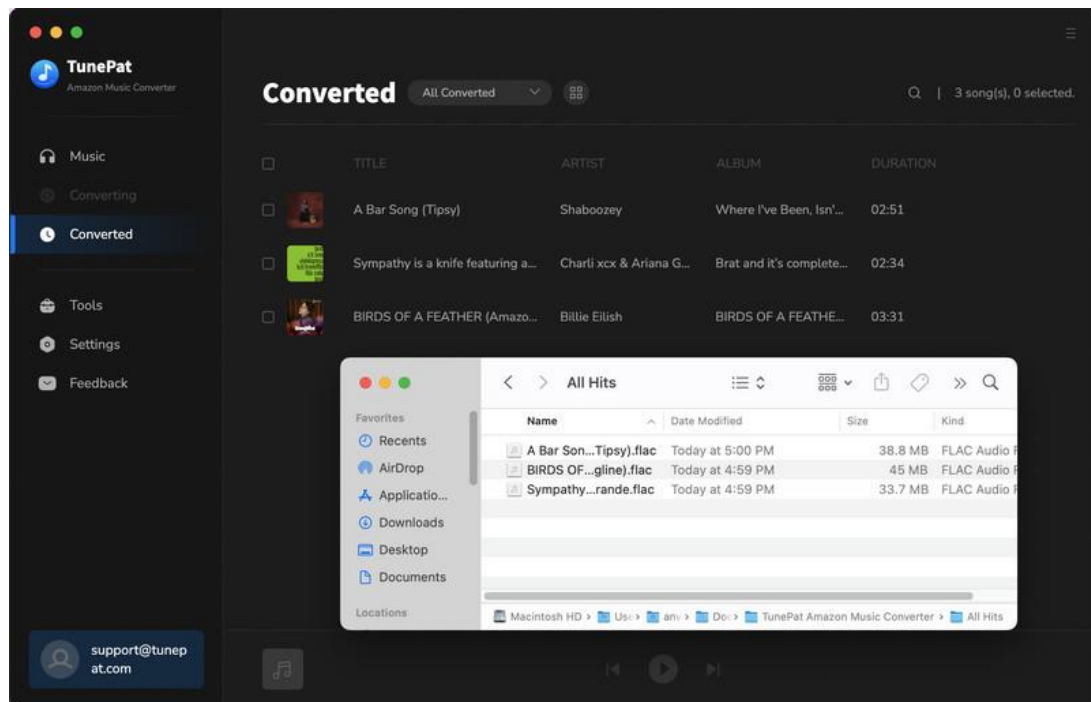 TunePat
Amazon Music Converter
Music
Converting
Converted
Tools
Settings
Feedback
support@tunep
at.com
Converted
All Converted
| 3 song(s), 0 selected.
TITLE ARTIST ALBUM DURATION
A Bar Song (Tipsy) Shaboozey Where I've Been, Isn'... 02:51
Sympathy is a knife featuring a... Charli xcx & Ariana G... Brat and it's complete... 02:34
BIRDS OF A FEATHER (Amazo... Billie Eilish BIRDS OF A FEATHE... 03:31
All Hits
Favorites
Recents
AirDrop
Applicatio...
Downloads
Desktop
Documents
Locations
Name Date Modified Size Kind
A Bar Son...Tipsy).flac Today at 5:00 PM 38.8 MB FLAC Audio F
BIRDS OF...gline).flac Today at 4:59 PM 45 MB FLAC Audio F
Sympathy...rande.flac Today at 4:59 PM 33.7 MB FLAC Audio F
Macintosh HD › › › › TunePat Amazon Music Converter › All Hits